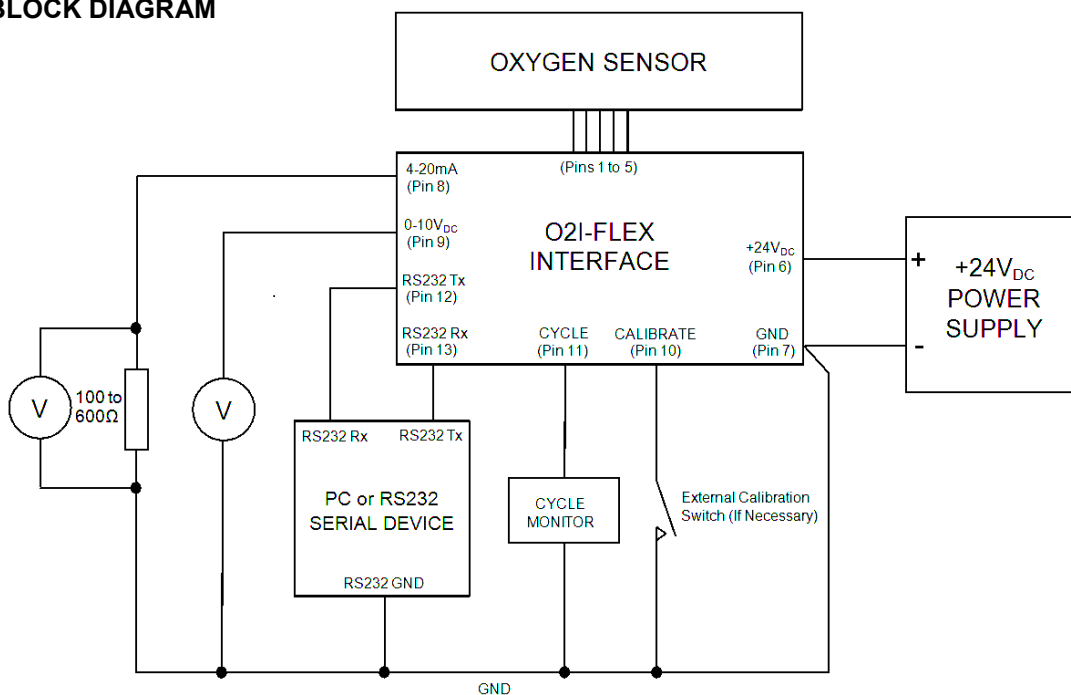 BLOCK DIAGRAM
OXYGEN SENSOR
(Pins 1 to 5)
4-20mA
(Pin 8)
0-10VDC
(Pin 9)
RS232 Tx
(Pin 12)
RS232 Rx
(Pin 13)
O2I-FLEX
INTERFACE
+24VDC
(Pin 6)
CYCLE
(Pin 11)
CALIBRATE
(Pin 10)
GND
(Pin 7)
+
-
+24VDC
POWER
SUPPLY
V
100 to
600Ω
V
RS232 Rx
RS232 Tx
PC or RS232
SERIAL DEVICE
RS232 GND
CYCLE
MONITOR
External Calibration
Switch (If Necessary)
GND